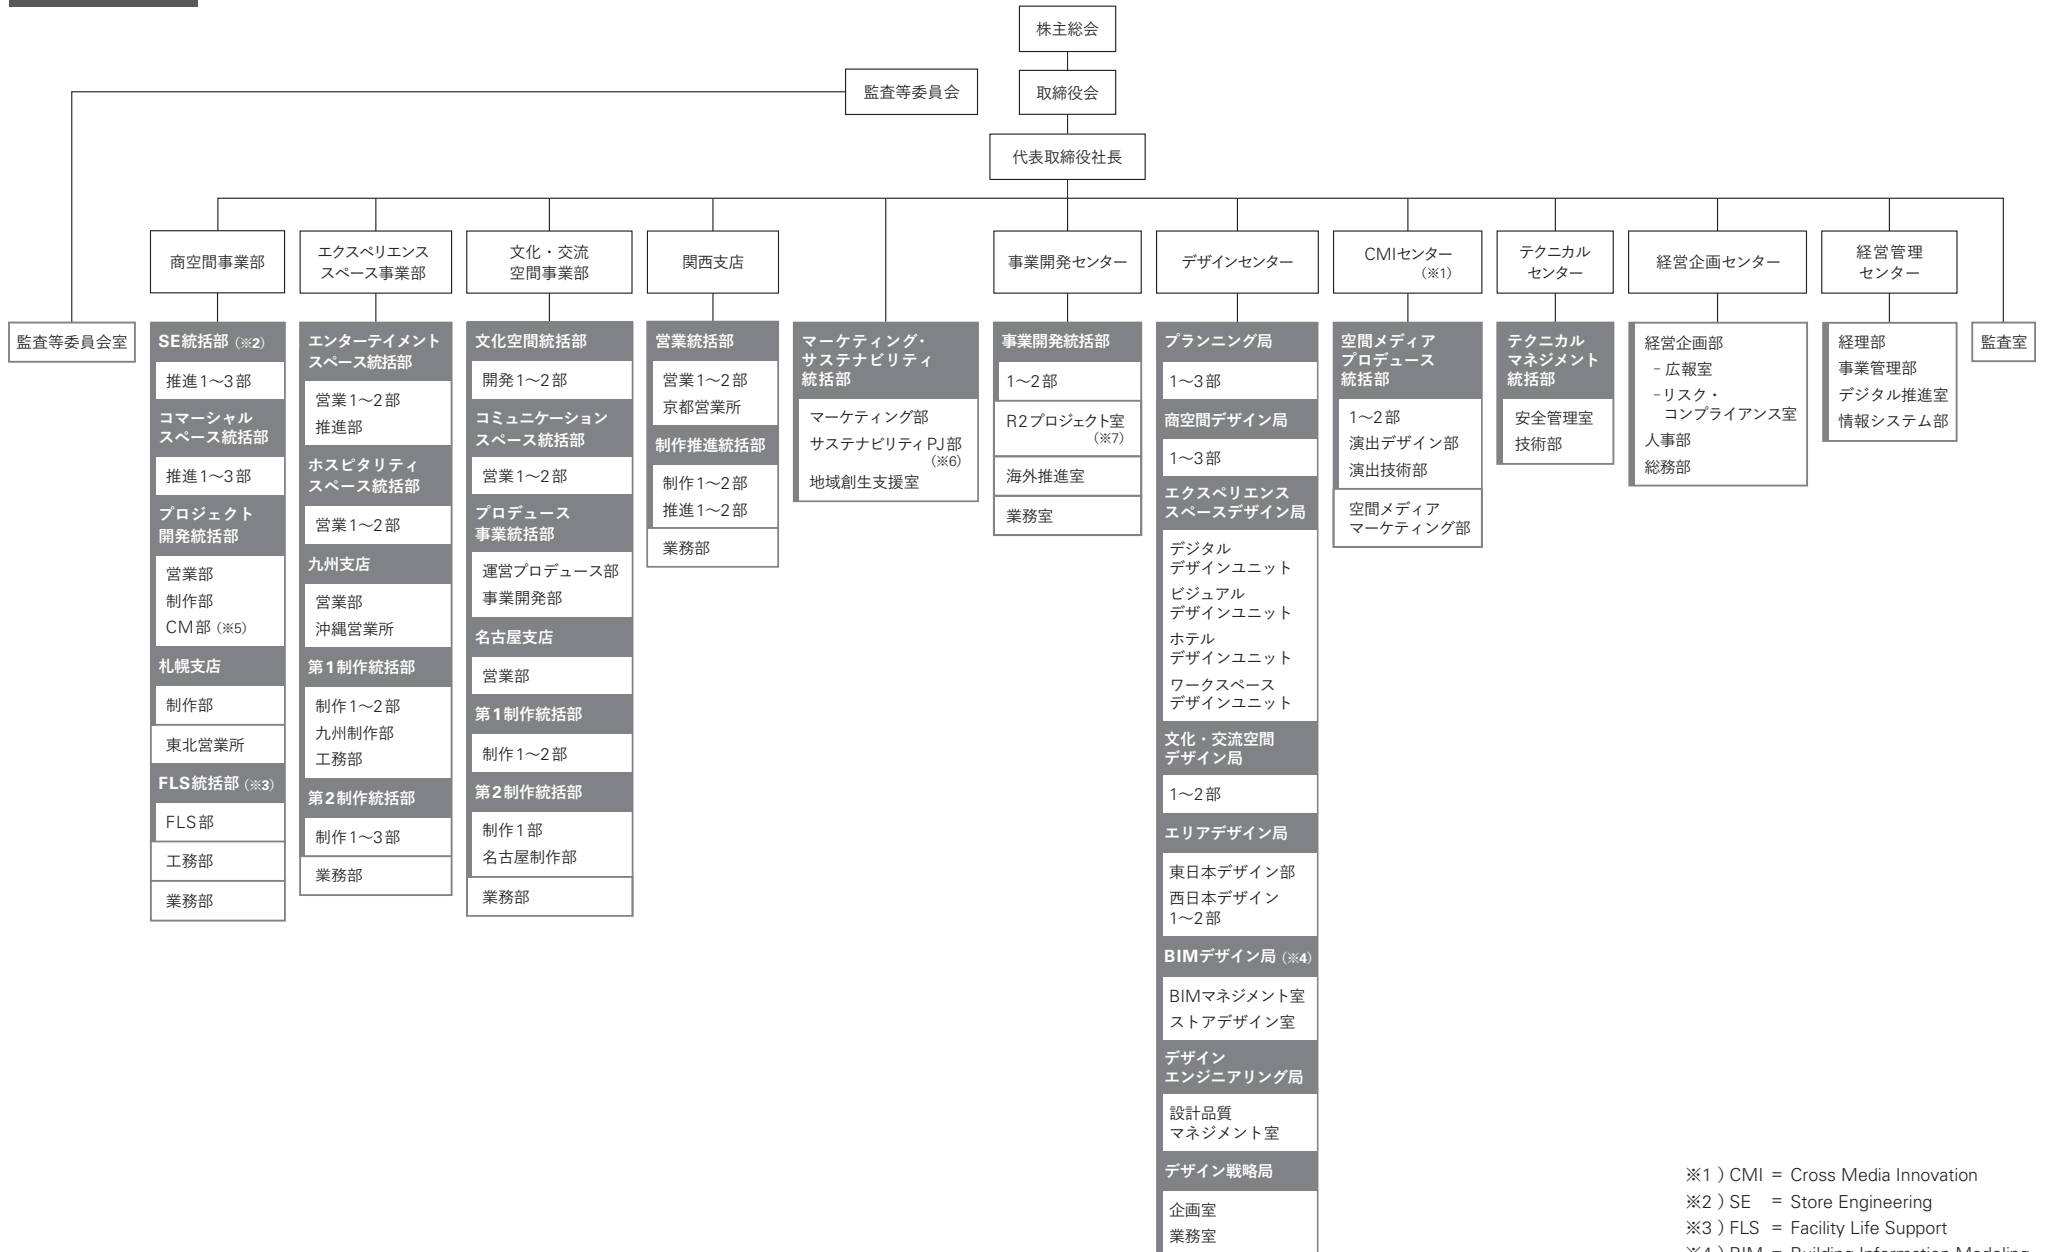 株主総会
監査等委員会
取締役会
代表取締役社長
監査等委員会室
商空間事業部
SE統括部（※2）
推進1～3部
コマーシャル
スペース統括部
推進1～3部
プロジェクト
開発統括部
営業部
制作部
CM部（※5）
札幌支店
制作部
東北営業所
FLS統括部（※3）
FLS部
工務部
業務部
エクスペリエンス
スペース事業部
エンターテイメント
スペース統括部
営業1～2部
推進部
ホスピタリティ
スペース統括部
営業1～2部
九州支店
営業部
沖縄営業所
第1制作統括部
制作1～2部
九州制作部
工務部
第2制作統括部
制作1～3部
業務部
文化・交流
空間事業部
文化空間統括部
開発1～2部
コミュニケーション
スペース統括部
営業1～2部
プロデュース
事業統括部
運営プロデュース部
事業開発部
名古屋支店
営業部
第1制作統括部
制作1～2部
第2制作統括部
制作1部
名古屋制作部
業務部
関西支店
営業統括部
営業1～2部
京都営業所
制作推進統括部
制作1～2部
推進1～2部
業務部
マーケティング・
サステナビリティ
統括部
マーケティング部
サステナビリティPJ部
（※6）
地域創生支援室
事業開発センター
事業開発統括部
1～2部
R2プロジェクト室
（※7）
海外推進室
業務室
デザインセンター
プランニング局
1～3部
商空間デザイン局
1～3部
エクスペリエンス
スペースデザイン局
デジタル
デザインユニット
ビジュアル
デザインユニット
ホテル
デザインユニット
ワークスペース
デザインユニット
文化・交流空間
デザイン局
1～2部
エリアデザイン局
東日本デザイン部
西日本デザイン
1～2部
BIMデザイン局（※4）
BIMマネジメント室
ストアデザイン室
デザイン
エンジニアリング局
設計品質
マネジメント室
デザイン戦略局
企画室
業務室
CMIセンター
（※1）
空間メディア
プロデュース
統括部
1～2部
演出デザイン部
演出技術部
空間メディア
マーケティング部
テクニカル
センター
テクニカル
マネジメント
統括部
安全管理室
技術部
経営企画センター
経営企画部
－広報室
－リスク・
コンプライアンス室
人事部
総務部
経営管理
センター
経理部
事業管理部
デジタル推進室
情報システム部
監査室
※1 ) CMI = Cross Media Innovation
※2 ) SE = Store Engineering
※3 ) FLS = Facility Life Support
※4 ) BIM = Building Information Modeling